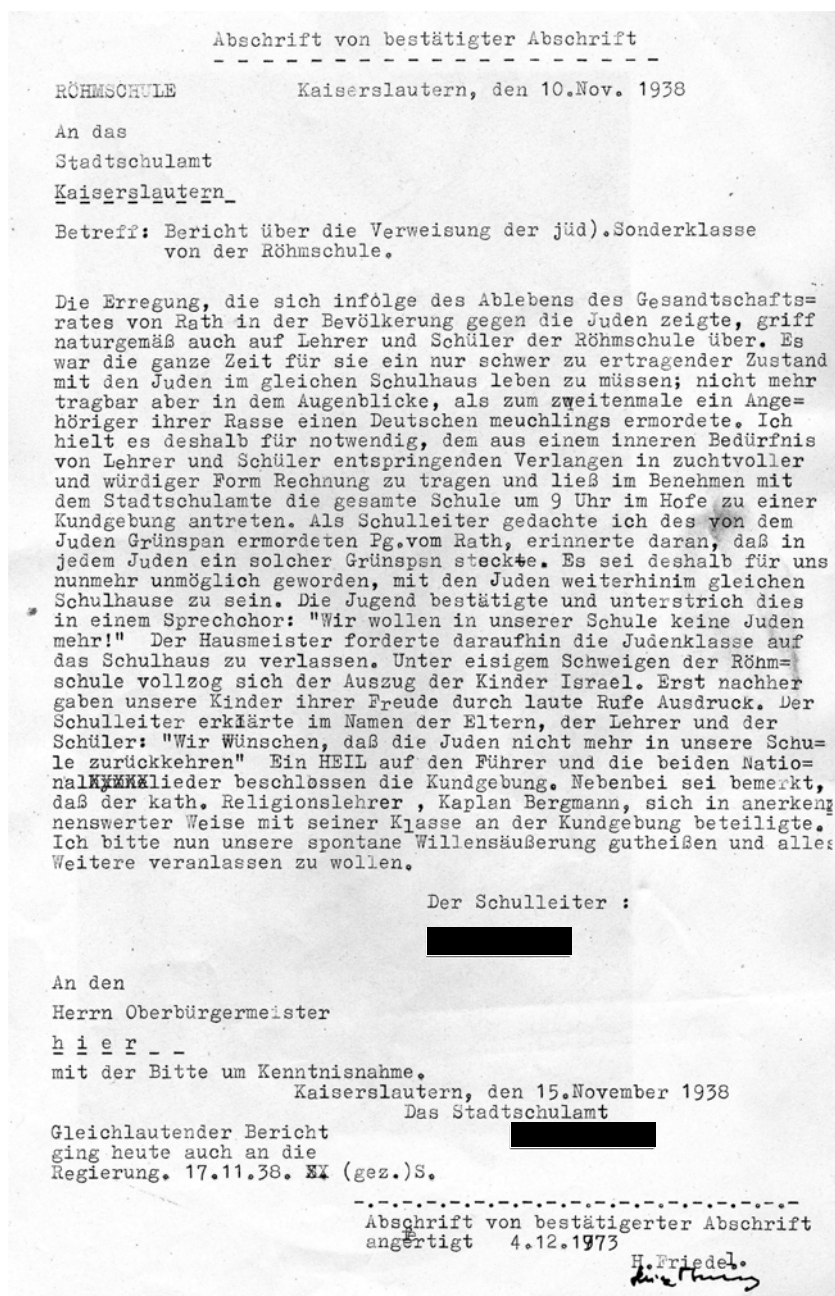 Abschrift von bestätigter Abschrift
RÖHMSCHULE Kaiserslautern, den 10.Nov. 1938
An das
Stadtschulamt
Kaiserslautern
Betreff: Bericht über die Verweisung der jüd).Sonderklasse
von der Röhmschule.
Die Erregung, die sich infolge des Ablebens des Gesandtschafts=
rates von Rath in der Bevölkerung gegen die Juden zeigte, griff
naturgemäß auch auf Lehrer und Schüler der Röhmschule über. Es
war die ganze Zeit für sie ein nur schwer zu ertragender Zustand
mit den Juden im gleichen Schulhaus leben zu müssen; nicht mehr
tragbar aber in dem Augenblicke, als zum zweitenmale ein Ange=
höriger ihrer Rasse einen Deutschen meuchlings ermordete. Ich
hielt es deshalb für notwendig, dem aus einem inneren Bedürfnis
von Lehrer und Schüler entspringenden Verlangen in zuchtvoller
und würdiger Form Rechnung zu tragen und ließ im Benehmen mit
dem Stadtschulamte die gesamte Schule um 9 Uhr im Hofe zu einer
Kundgebung antreten. Als Schulleiter gedachte ich des von dem
Juden Grünspan ermordeten Pg.vom Rath, erinnerte daran, daß in
jedem Juden ein solcher Grünspsn steckte. Es sei deshalb für uns
nunmehr unmöglich geworden, mit den Juden weiterhinim gleichen
Schulhause zu sein. Die Jugend bestätigte und unterstrich dies
in einem Sprechchor: "Wir wollen in unserer Schule keine Juden
mehr!" Der Hausmeister forderte daraufhin die Judenklasse auf
das Schulhaus zu verlassen. Unter eisigem Schweigen der Röhm=
schule vollzog sich der Auszug der Kinder Israel. Erst nachher
gaben unsere Kinder ihrer Freude durch laute Rufe Ausdruck. Der
Schulleiter erklärte im Namen der Eltern, der Lehrer und der
Schüler: "Wir Wünschen, daß die Juden nicht mehr in unsere Schu=
le zurückkehren" Ein HEIL auf den Führer und die beiden Natio=
nallieder beschlossen die Kundgebung. Nebenbei sei bemerkt,
daß der kath. Religionslehrer , Kaplan Bergmann, sich in anerken=
nenswerter Weise mit seiner Klasse an der Kundgebung beteiligte.
Ich bitte nun unsere spontane Willensäußerung gutheißen und alles
Weitere veranlassen zu wollen.
Der Schulleiter :
An den
Herrn Oberbürgermeister
h i e r
mit der Bitte um Kenntnisnahme.
Kaiserslautern, den 15.November 1938
Das Stadtschulamt
Gleichlautender Bericht
ging heute auch an die
Regierung. 17.11.38. (gez.)S.
Abschrift von bestätigerter Abschrift
angefertigt 4.12.1973
H.Friedel.